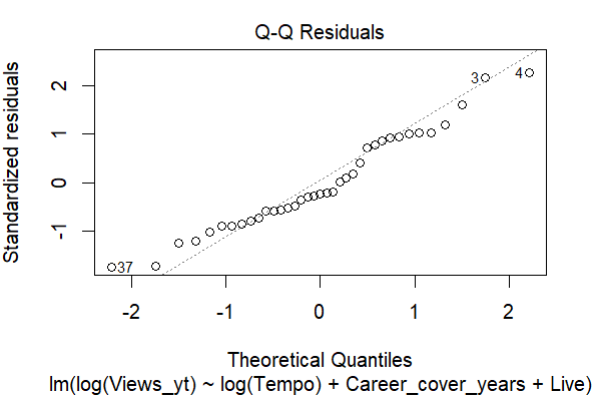 Q-Q Residuals
Standardized residuals
2
1
0
-1
3
4
37
-2 -1 0 1 2
Theoretical Quantiles
lm(log(Views_yt) ~ log(Tempo) + Career_cover_years + Live)